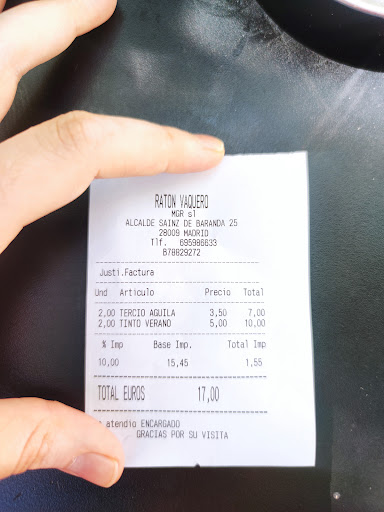 RATON VAQUERO
MGR sl
ALCALDE SAINZ DE BARANDA 25
28009 MADRID
Tlf. 695986633
B78829272
Justi.Factura
Und Articulo Precio Total
2,00 TERCIO AGUILA 3,50 7,00
2,00 TINTO VERANO 5,00 10,00
% Imp Base Imp. Total Imp
10,00 15,45 1,55
TOTAL EUROS 17,00
atendio ENCARGADO
GRACIAS POR SU VISITA